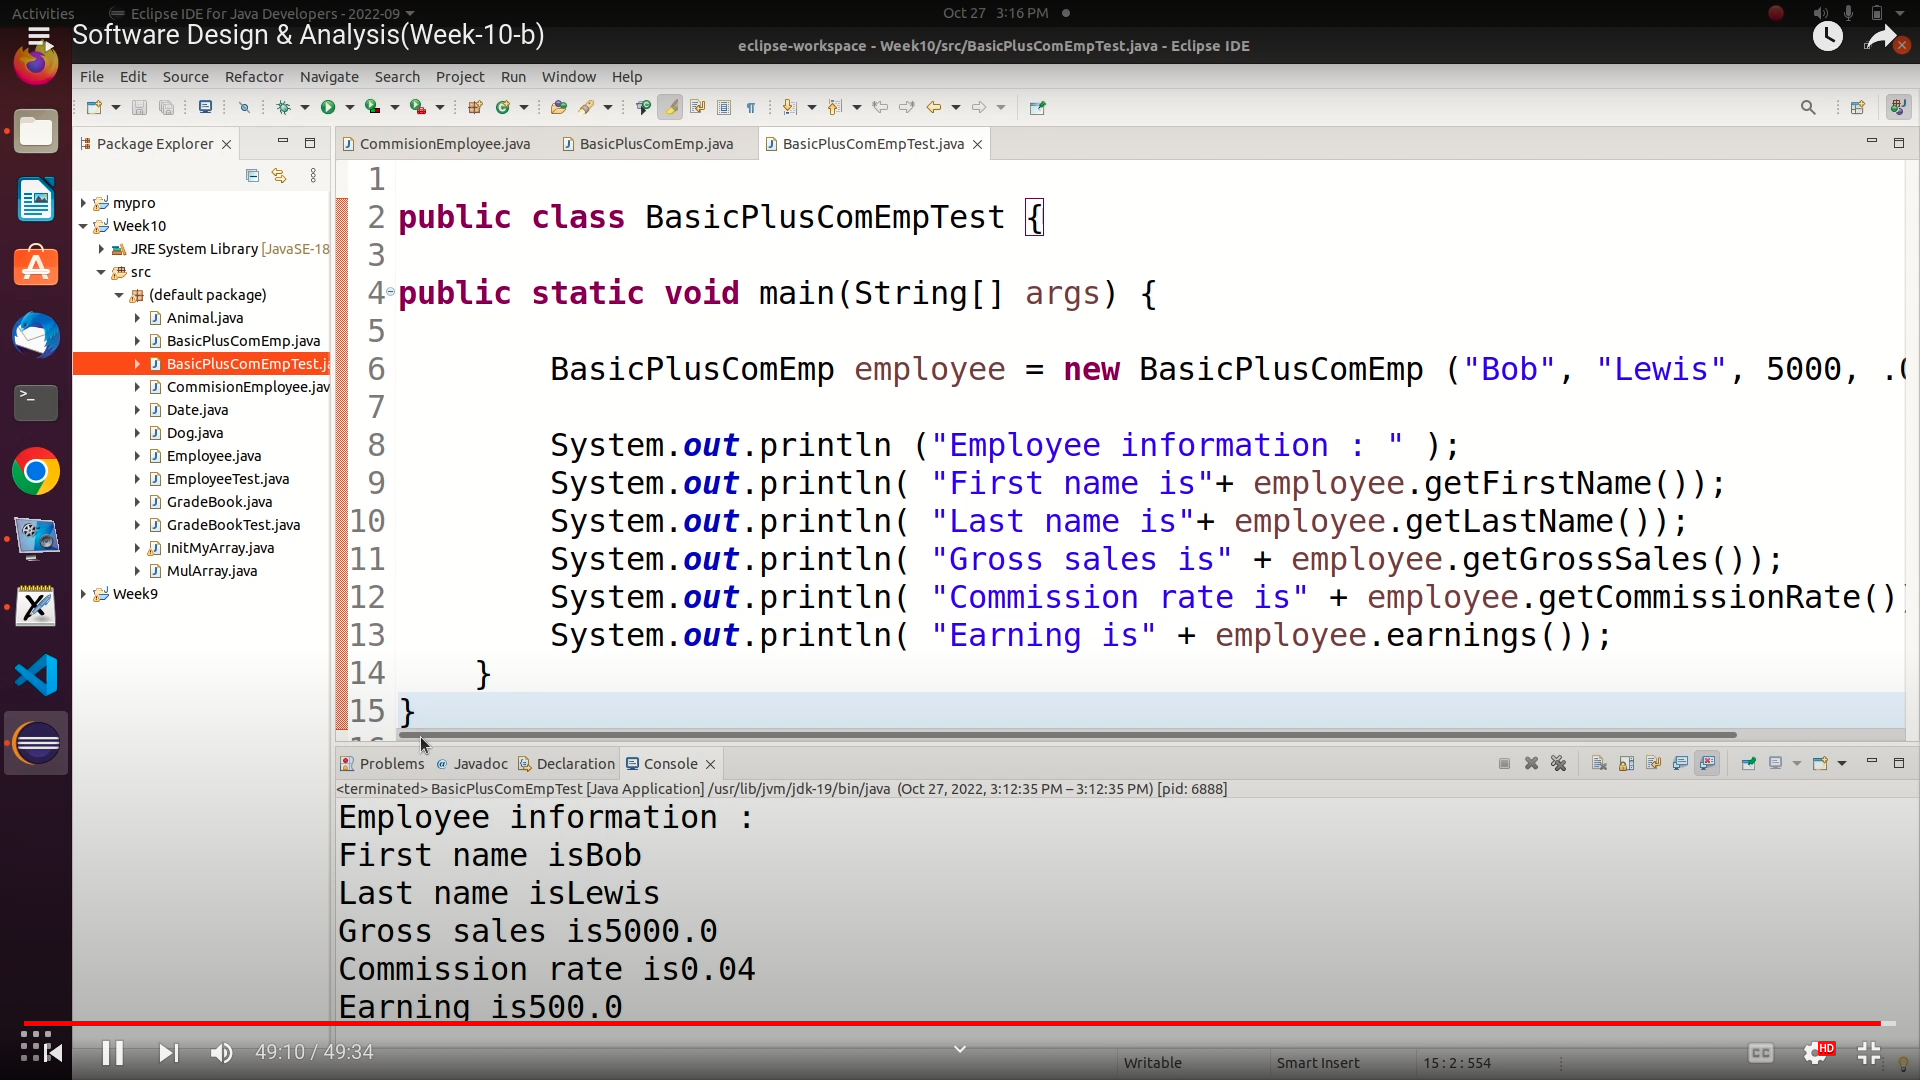 Activities
Eclipse IDE for Java Developers - 2022-09
Oct 27 3:16 PM
Software Design & Analysis(Week-10-b)
eclipse-workspace - Week10/src/BasicPlusComEmpTest.java - Eclipse IDE
File Edit Source Refactor Navigate Search Project Run Window Help
Package Explorer
CommisionEmployee.java
BasicPlusComEmp.java
BasicPlusComEmpTest.java
mypro
Week10
JRE System Library [JavaSE-18
src
(default package)
Animal.java
BasicPlusComEmp.java
BasicPlusComEmpTest.ja
CommisionEmployee.jav
Date.java
Dog.java
Employee.java
EmployeeTest.java
GradeBook.java
GradeBookTest.java
InitMyArray.java
MulArray.java
Week9
1
2 public class BasicPlusComEmpTest {
3
4 public static void main(String[] args) {
5
6 BasicPlusComEmp employee = new BasicPlusComEmp ("Bob", "Lewis", 5000, .0
7
8 System.out.println ("Employee information : " );
9 System.out.println( "First name is"+ employee.getFirstName());
10 System.out.println( "Last name is"+ employee.getLastName());
11 System.out.println( "Gross sales is" + employee.getGrossSales());
12 System.out.println( "Commission rate is" + employee.getCommissionRate()
13 System.out.println( "Earning is" + employee.earnings());
14 }
15 }
Problems Javadoc Declaration Console
<terminated> BasicPlusComEmpTest [Java Application] /usr/lib/jvm/jdk-19/bin/java (Oct 27, 2022, 3:12:35 PM – 3:12:35 PM) [pid: 6888]
Employee information :
First name isBob
Last name isLewis
Gross sales is5000.0
Commission rate is0.04
Earning is500.0
49:10 / 49:34
CC
HD
Writable
Smart Insert
15 : 2 : 554